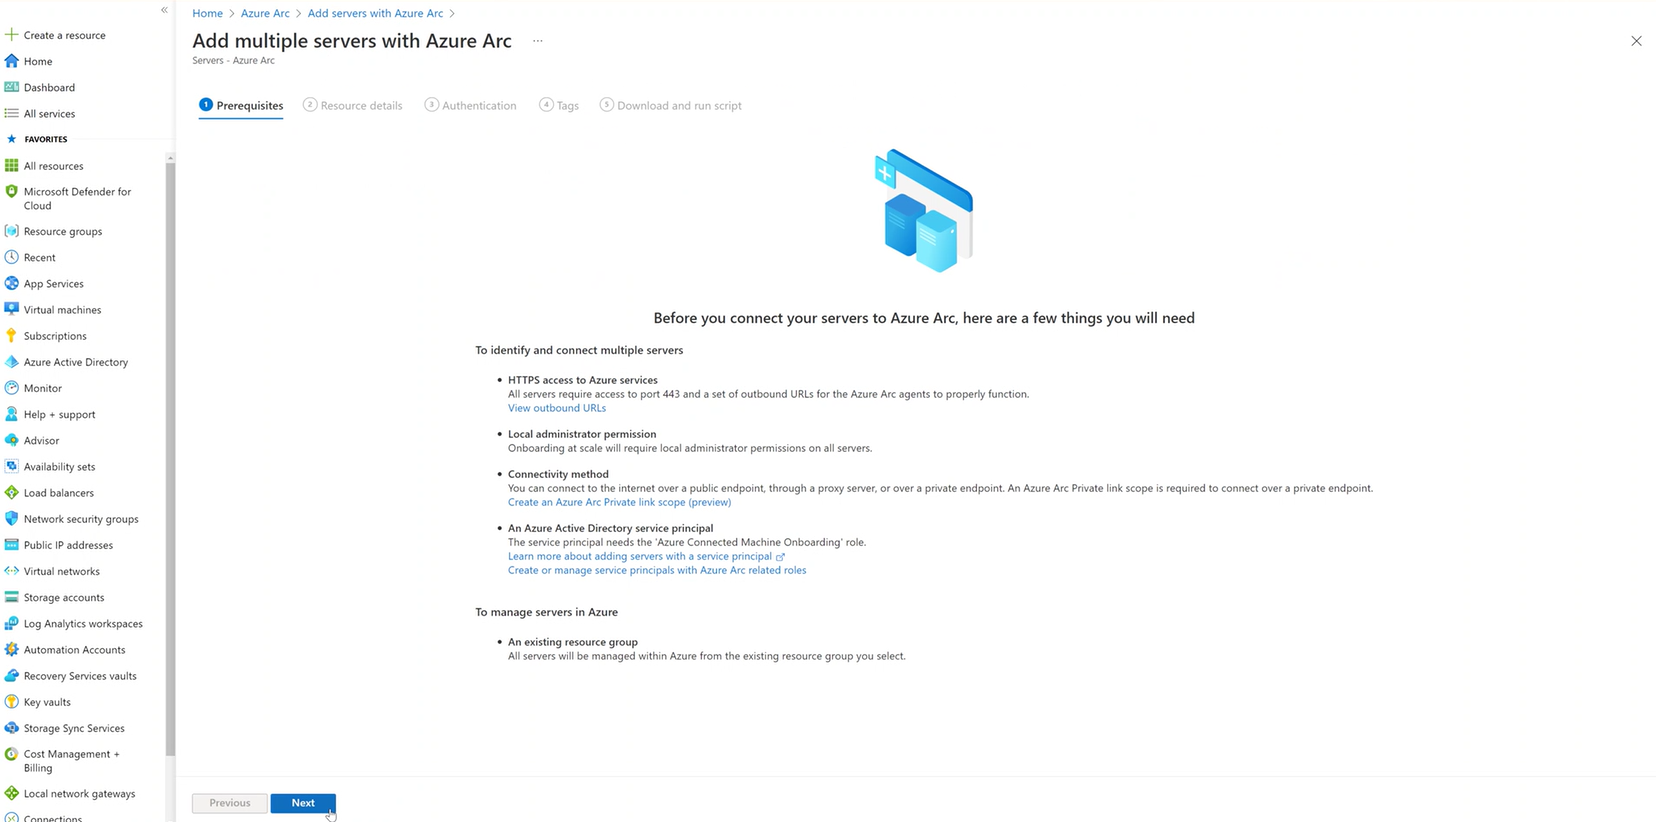 Create a resource
Home
Dashboard
All services
FAVORITES
All resources
Microsoft Defender for
Cloud
Resource groups
Recent
App Services
Virtual machines
Subscriptions
Azure Active Directory
Monitor
Help + support
Advisor
Availability sets
Load balancers
Network security groups
Public IP addresses
Virtual networks
Storage accounts
Log Analytics workspaces
Automation Accounts
Recovery Services vaults
Key vaults
Storage Sync Services
Cost Management +
Billing
Local network gateways
Connections
Home > Azure Arc > Add servers with Azure Arc >
Add multiple servers with Azure Arc ...
Servers - Azure Arc
1 Prerequisites 2 Resource details 3 Authentication 4 Tags 5 Download and run script
Before you connect your servers to Azure Arc, here are a few things you will need
To identify and connect multiple servers
• HTTPS access to Azure services
All servers require access to port 443 and a set of outbound URLs for the Azure Arc agents to properly function.
View outbound URLs
• Local administrator permission
Onboarding at scale will require local administrator permissions on all servers.
• Connectivity method
You can connect to the internet over a public endpoint, through a proxy server, or over a private endpoint. An Azure Arc Private link scope is required to connect over a private endpoint.
Create an Azure Arc Private link scope (preview)
• An Azure Active Directory service principal
The service principal needs the 'Azure Connected Machine Onboarding' role.
Learn more about adding servers with a service principal
Create or manage service principals with Azure Arc related roles
To manage servers in Azure
• An existing resource group
All servers will be managed within Azure from the existing resource group you select.
Previous Next